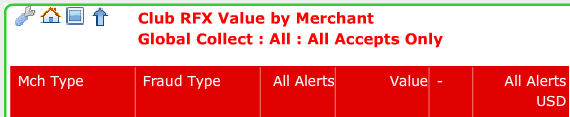 Club RFX Value by Merchant
Global Collect : All : All Accepts Only
Mch Type Fraud Type All Alerts Value - All Alerts
USD